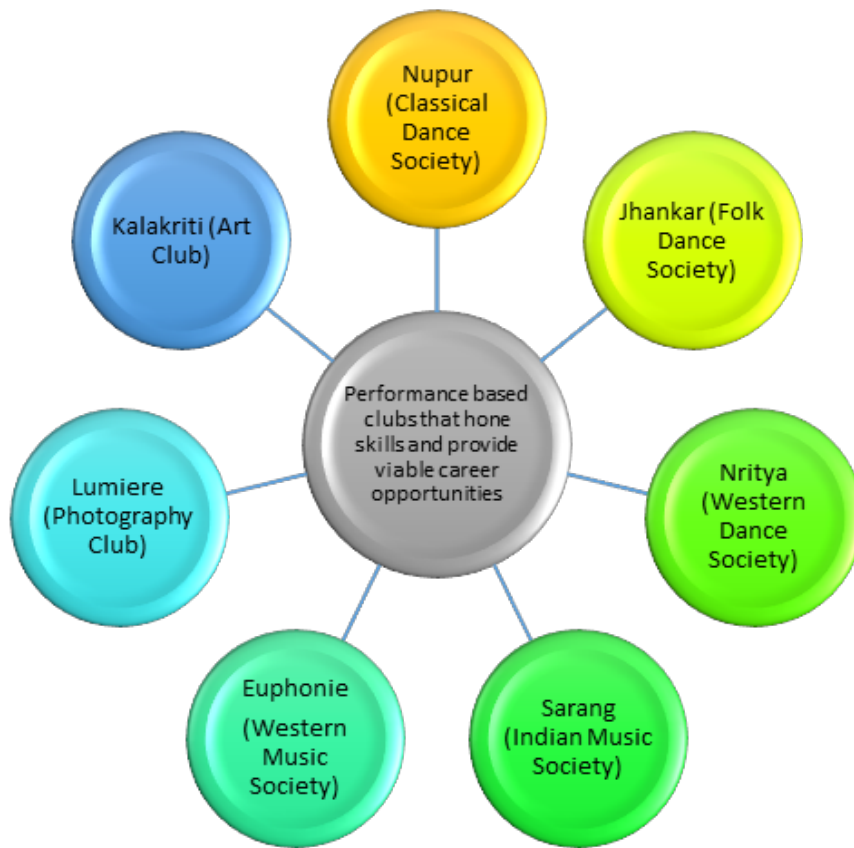 Nupur
(Classical
Dance
Society)
Jhankar (Folk
Dance
Society)
Nritya
(Western
Dance
Society)
Sarang
(Indian Music
Society)
Euphonie
(Western
Music
Society)
Lumiere
(Photography
Club)
Kalakriti (Art
Club)
Performance based
clubs that hone
skills and provide
viable career
opportunities